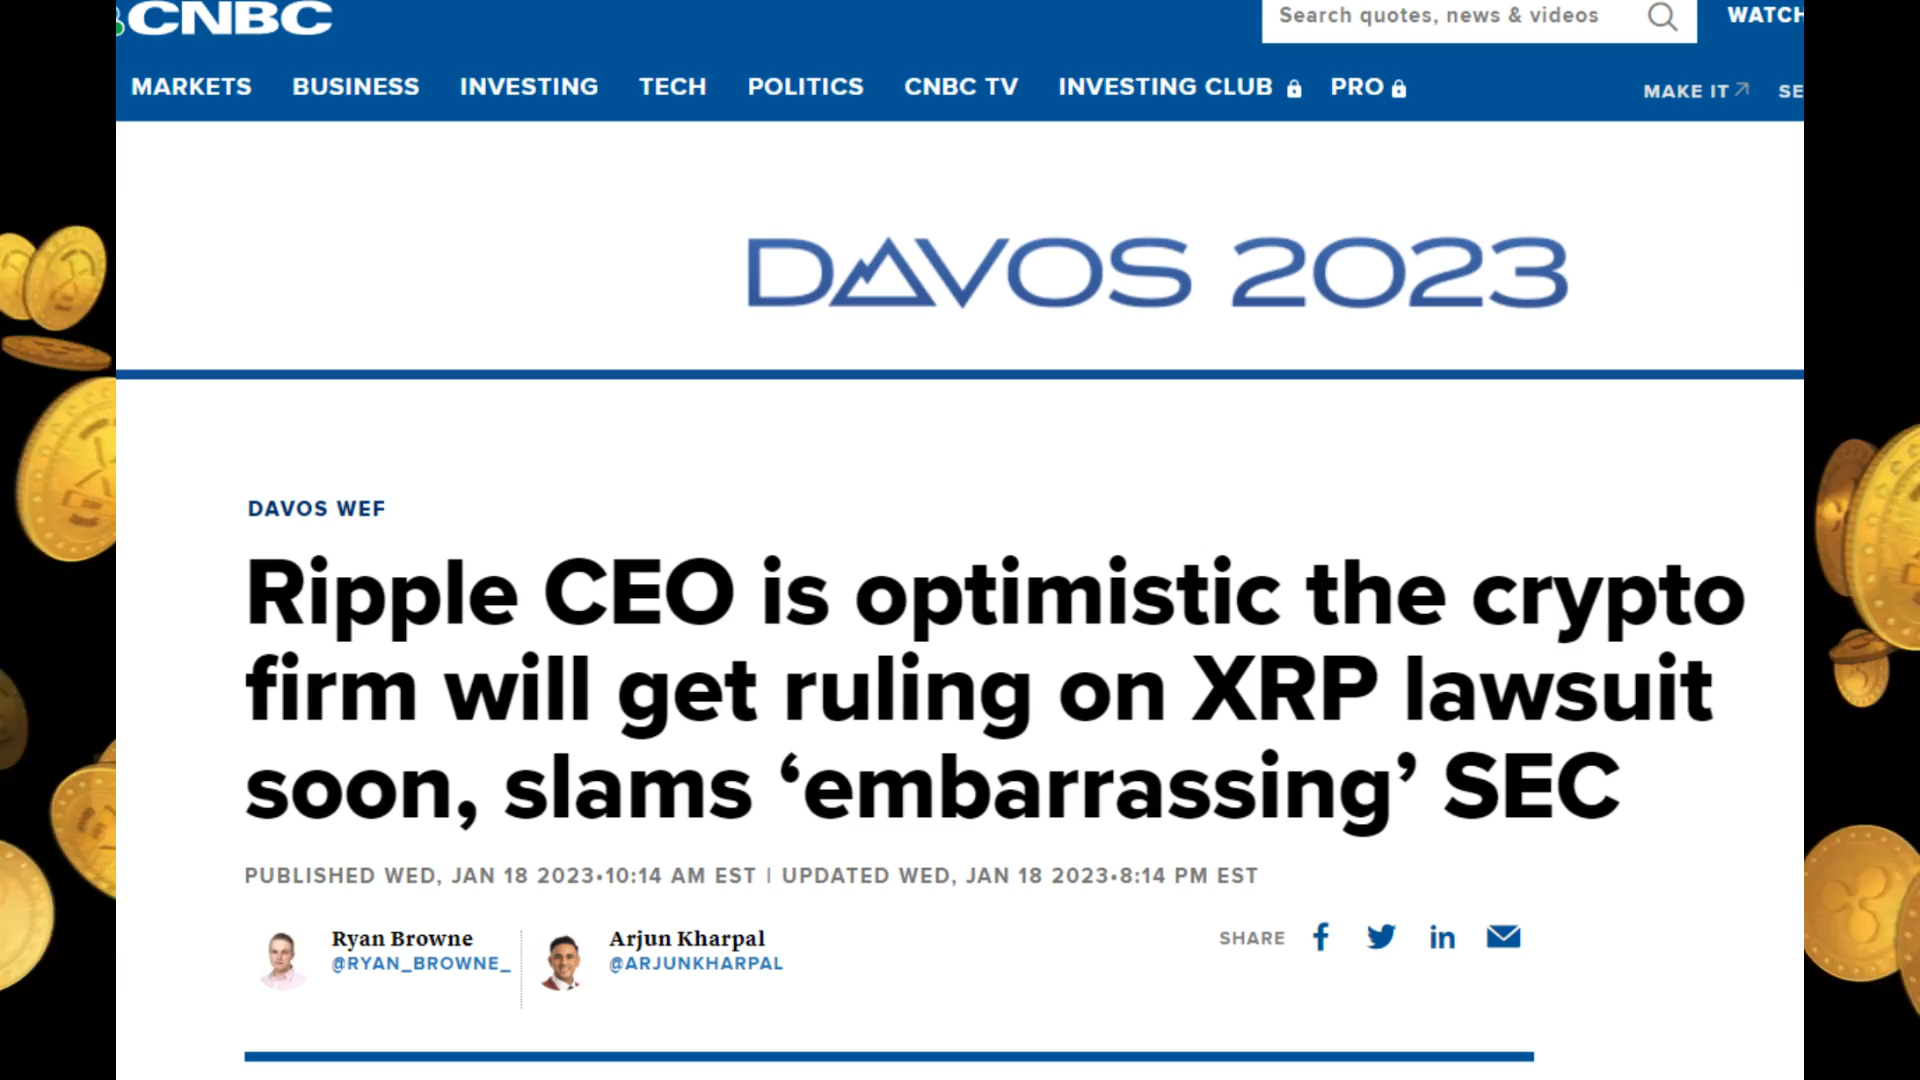 CNBC
Search quotes, news & videos
WATCH
MARKETS BUSINESS INVESTING TECH POLITICS CNBC TV INVESTING CLUB PRO MAKE IT SE
DAVOS 2023
DAVOS WEF
Ripple CEO is optimistic the crypto
firm will get ruling on XRP lawsuit
soon, slams ‘embarrassing’ SEC
PUBLISHED WED, JAN 18 2023•10:14 AM EST | UPDATED WED, JAN 18 2023•8:14 PM EST
Ryan Browne
@RYAN_BROWNE_
Arjun Kharpal
@ARJUNKHARPAL
SHARE